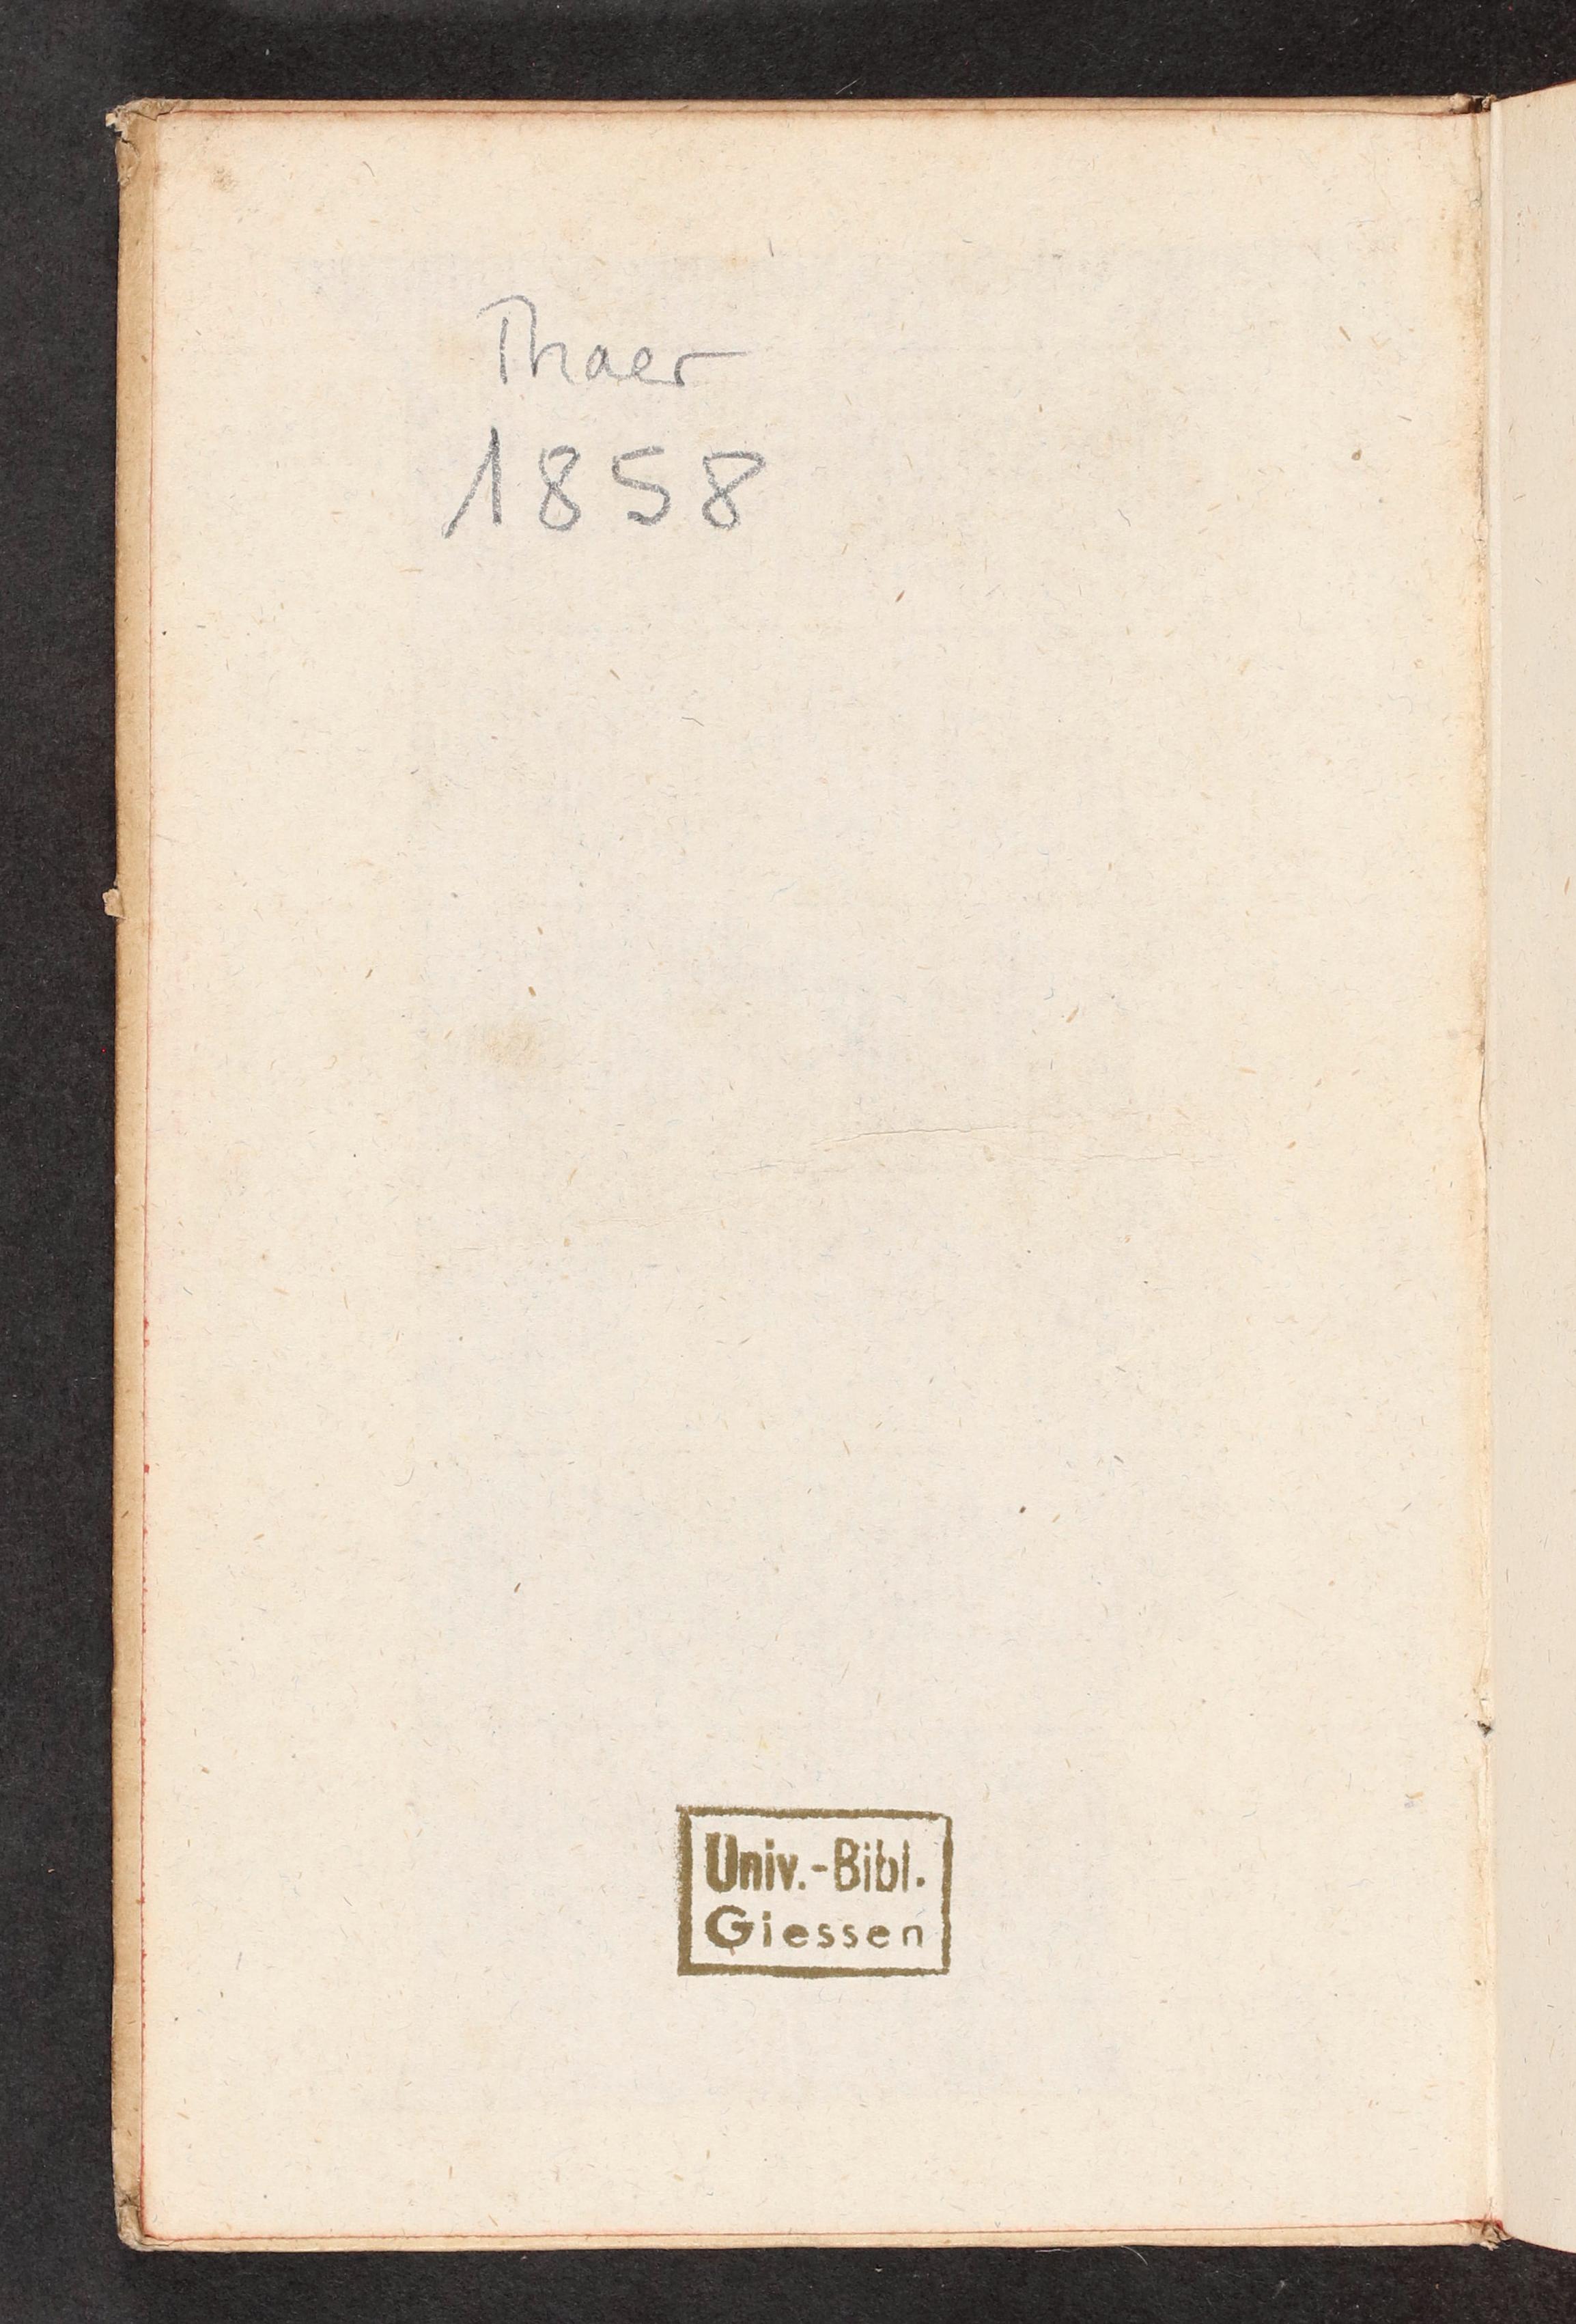 Thaer
1858
Univ.-Bibl.
Giessen